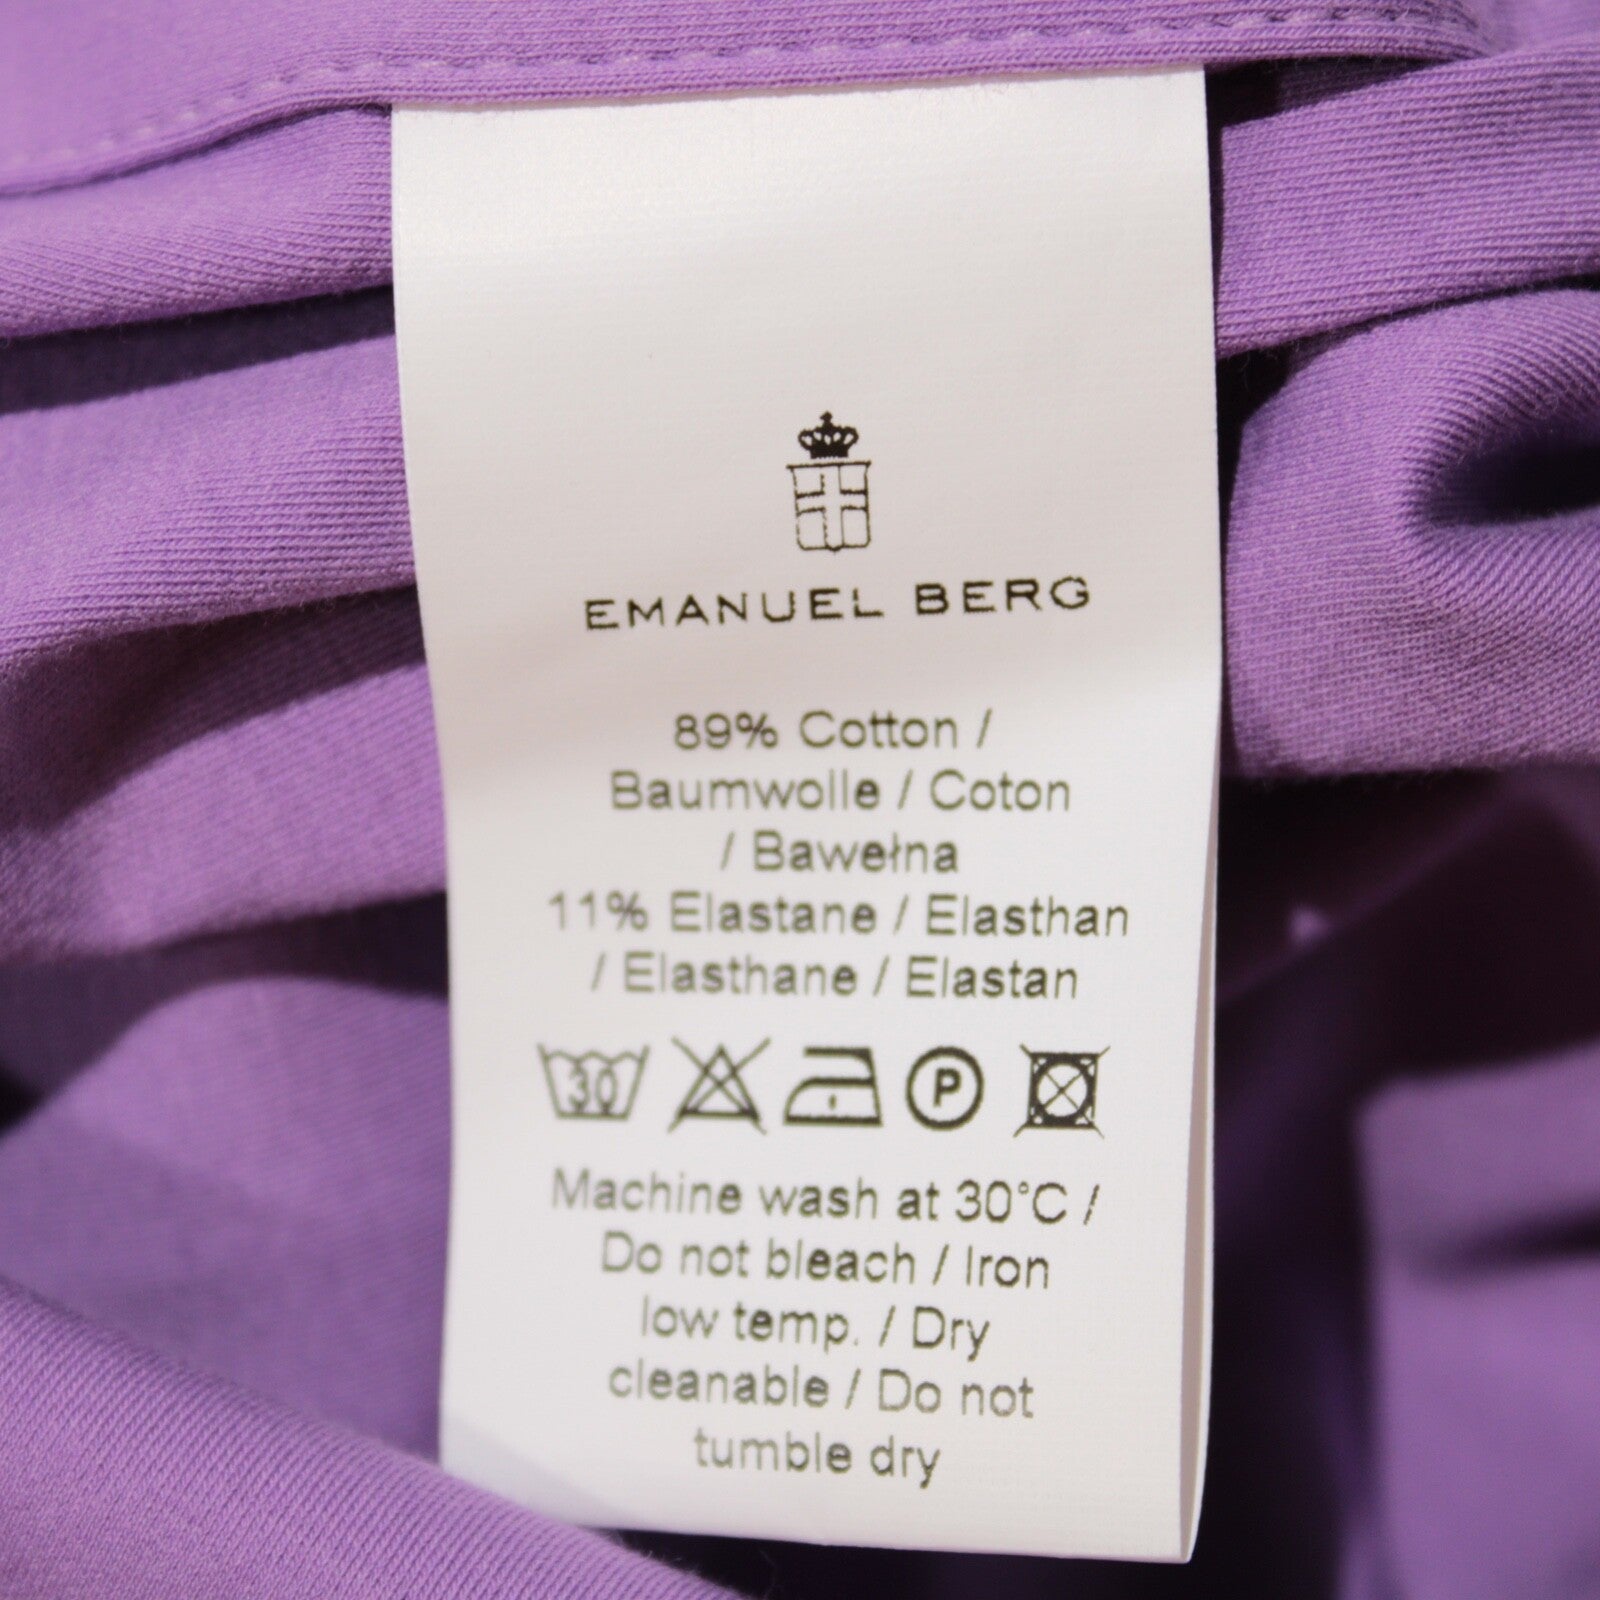 EMANUEL BERG
89% Cotton /
Baumwolle / Coton
/ Bawełna
11% Elastane / Elasthan
/ Elasthane / Elastan
30 P
Machine wash at 30°C /
Do not bleach / Iron
low temp. / Dry
cleanable / Do not
tumble dry